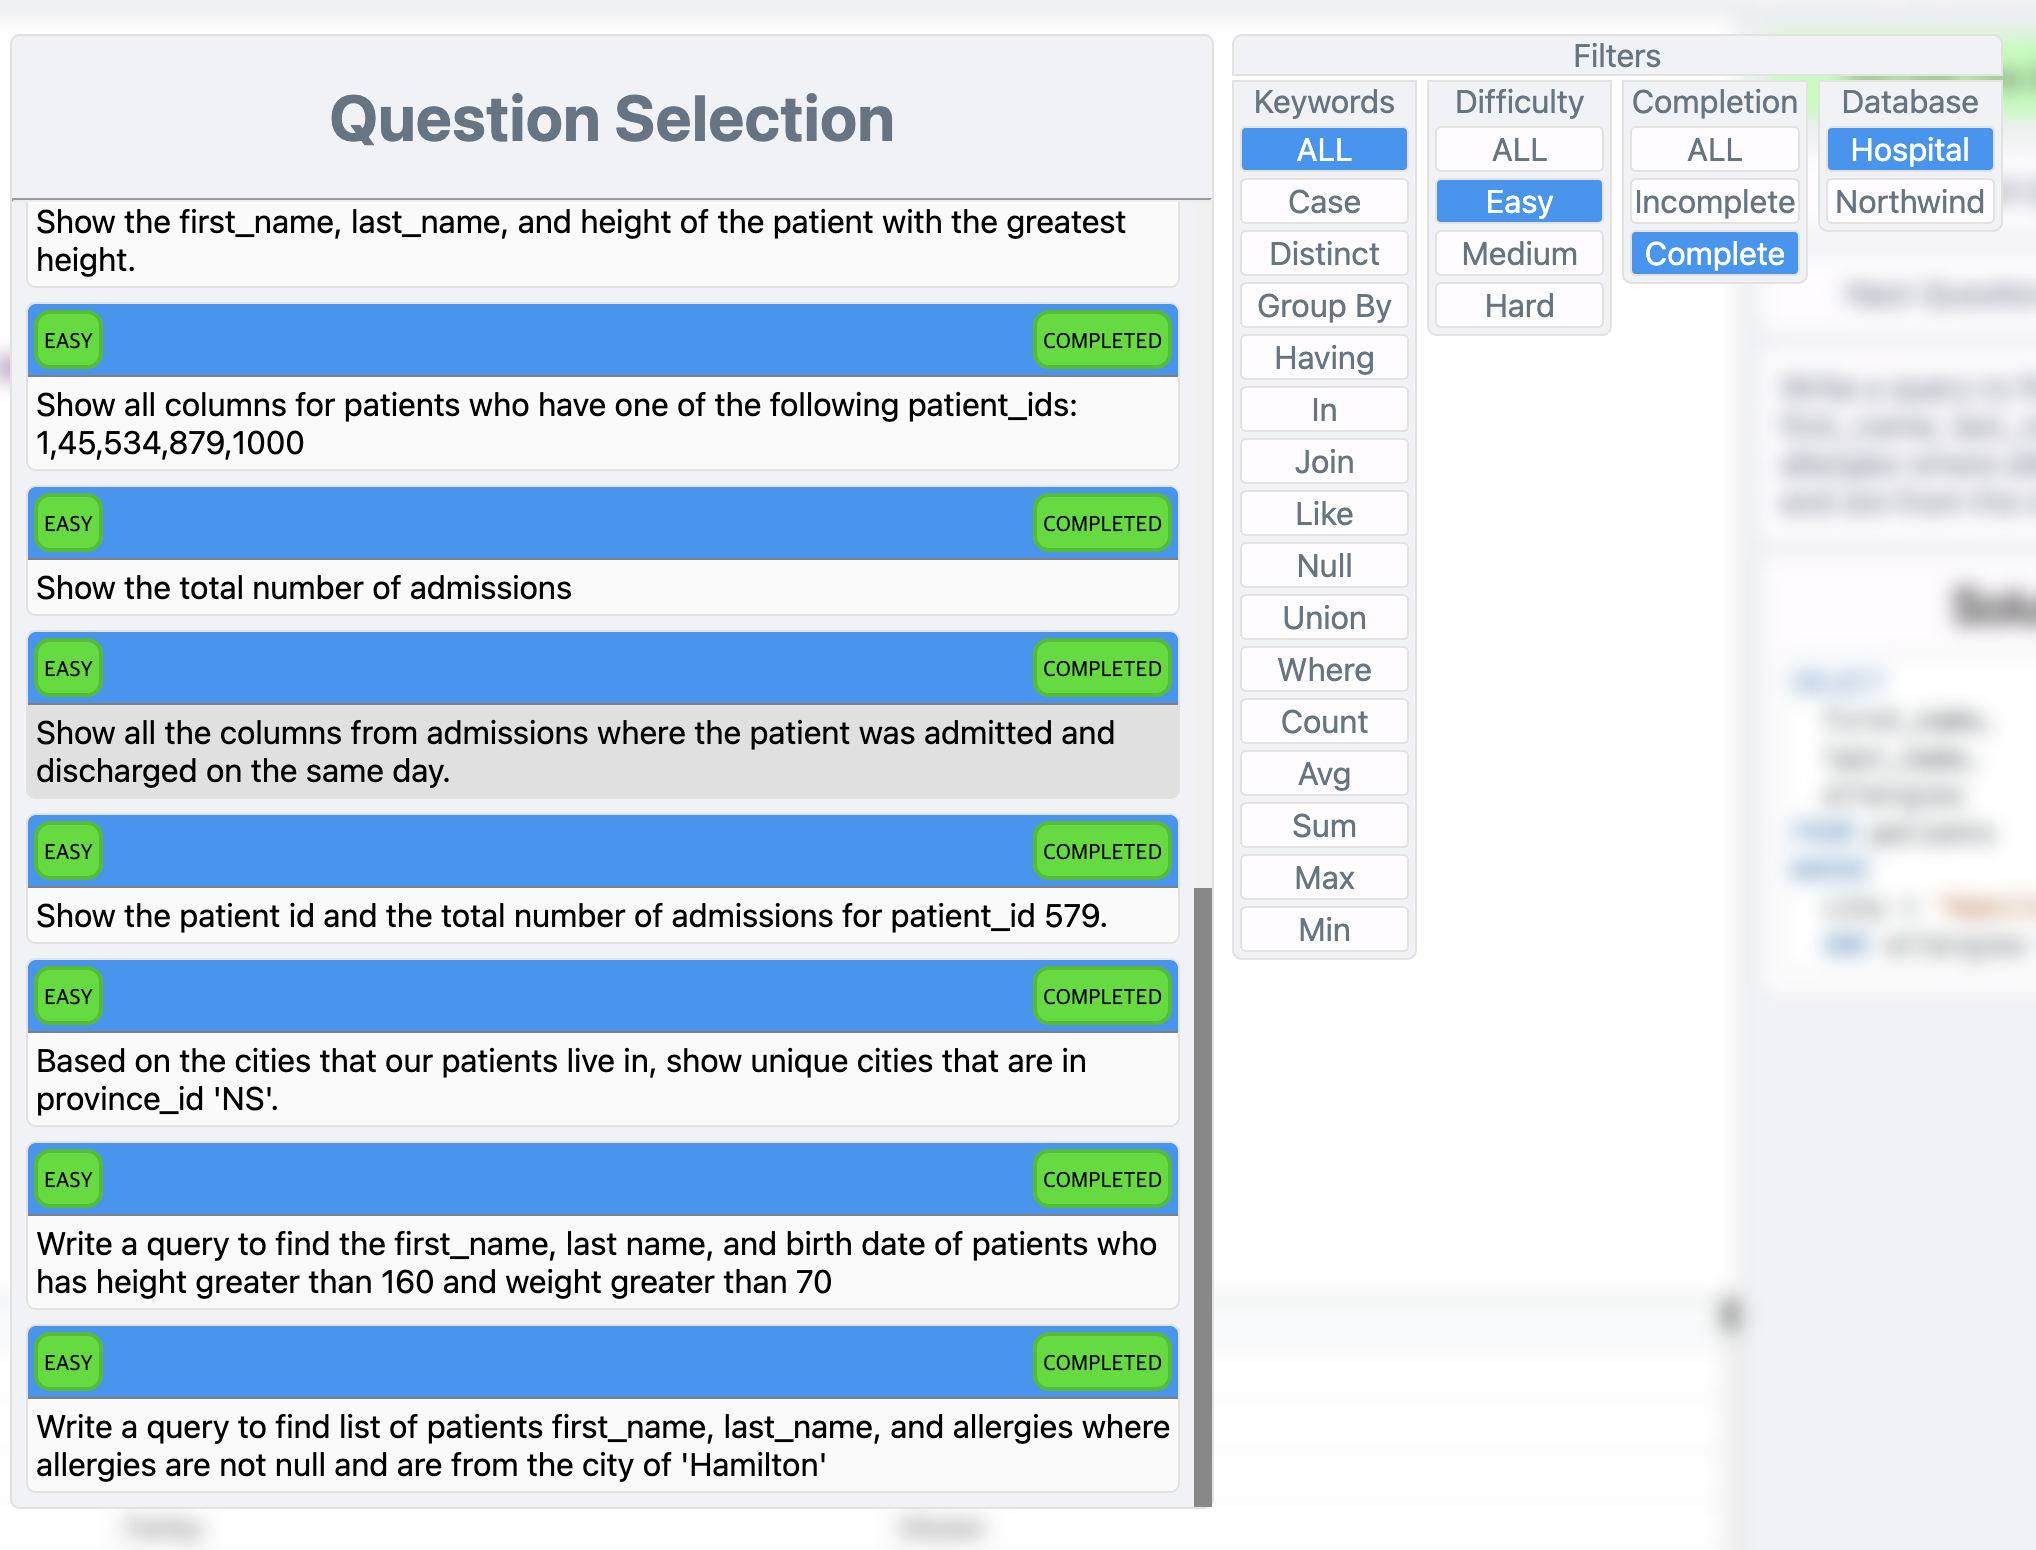 Question Selection
Show the first_name, last_name, and height of the patient with the greatest
height.
EASY
COMPLETED
Show all columns for patients who have one of the following patient_ids:
1,45,534,879,1000
EASY
COMPLETED
Show the total number of admissions
EASY
COMPLETED
Show all the columns from admissions where the patient was admitted and
discharged on the same day.
EASY
COMPLETED
Show the patient id and the total number of admissions for patient_id 579.
EASY
COMPLETED
Based on the cities that our patients live in, show unique cities that are in
province_id 'NS'.
EASY
COMPLETED
Write a query to find the first_name, last name, and birth date of patients who
has height greater than 160 and weight greater than 70
EASY
COMPLETED
Write a query to find list of patients first_name, last_name, and allergies where
allergies are not null and are from the city of 'Hamilton'
Filters
Keywords
ALL
Case
Distinct
Group By
Having
In
Join
Like
Null
Union
Where
Count
Avg
Sum
Max
Min
Difficulty
ALL
Easy
Medium
Hard
Completion
ALL
Incomplete
Complete
Database
Hospital
Northwind